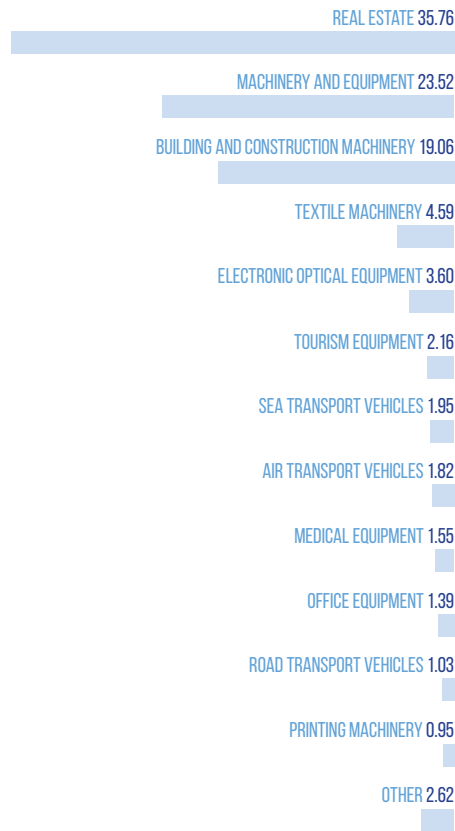 REAL ESTATE 35.76
MACHINERY AND EQUIPMENT 23.52
BUILDING AND CONSTRUCTION MACHINERY 19.06
TEXTILE MACHINERY 4.59
ELECTRONIC OPTICAL EQUIPMENT 3.60
TOURISM EQUIPMENT 2.16
SEA TRANSPORT VEHICLES 1.95
AIR TRANSPORT VEHICLES 1.82
MEDICAL EQUIPMENT 1.55
OFFICE EQUIPMENT 1.39
ROAD TRANSPORT VEHICLES 1.03
PRINTING MACHINERY 0.95
OTHER 2.62